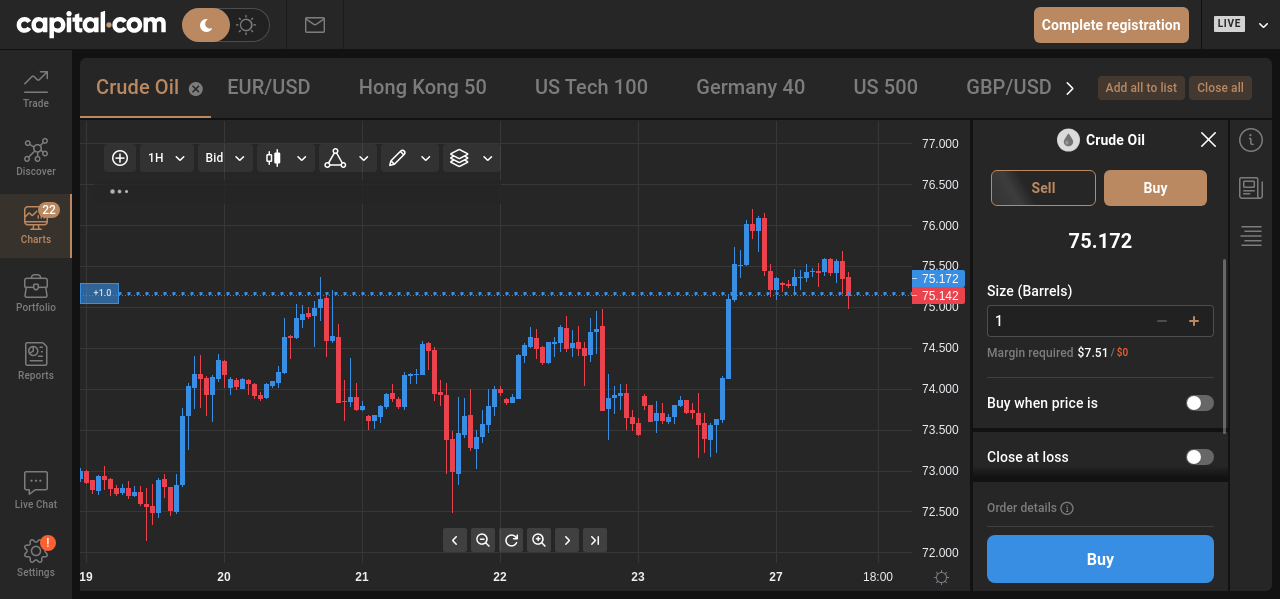 capital.com
Complete registration
LIVE
Trade
Discover
22
Charts
Portfolio
Reports
Live Chat
!
Settings
Crude Oil
EUR/USD
Hong Kong 50
US Tech 100
Germany 40
US 500
GBP/USD
Add all to list
Close all
1H
Bid
77.000
76.500
76.000
75.500
75.172
75.142
75.000
74.500
74.000
73.500
73.000
72.500
72.000
+1.0
19
20
21
22
23
27
18:00
Crude Oil
Sell
Buy
75.172
Size (Barrels)
1
Margin required $7.51 / $0
Buy when price is
Close at loss
Order details
Buy